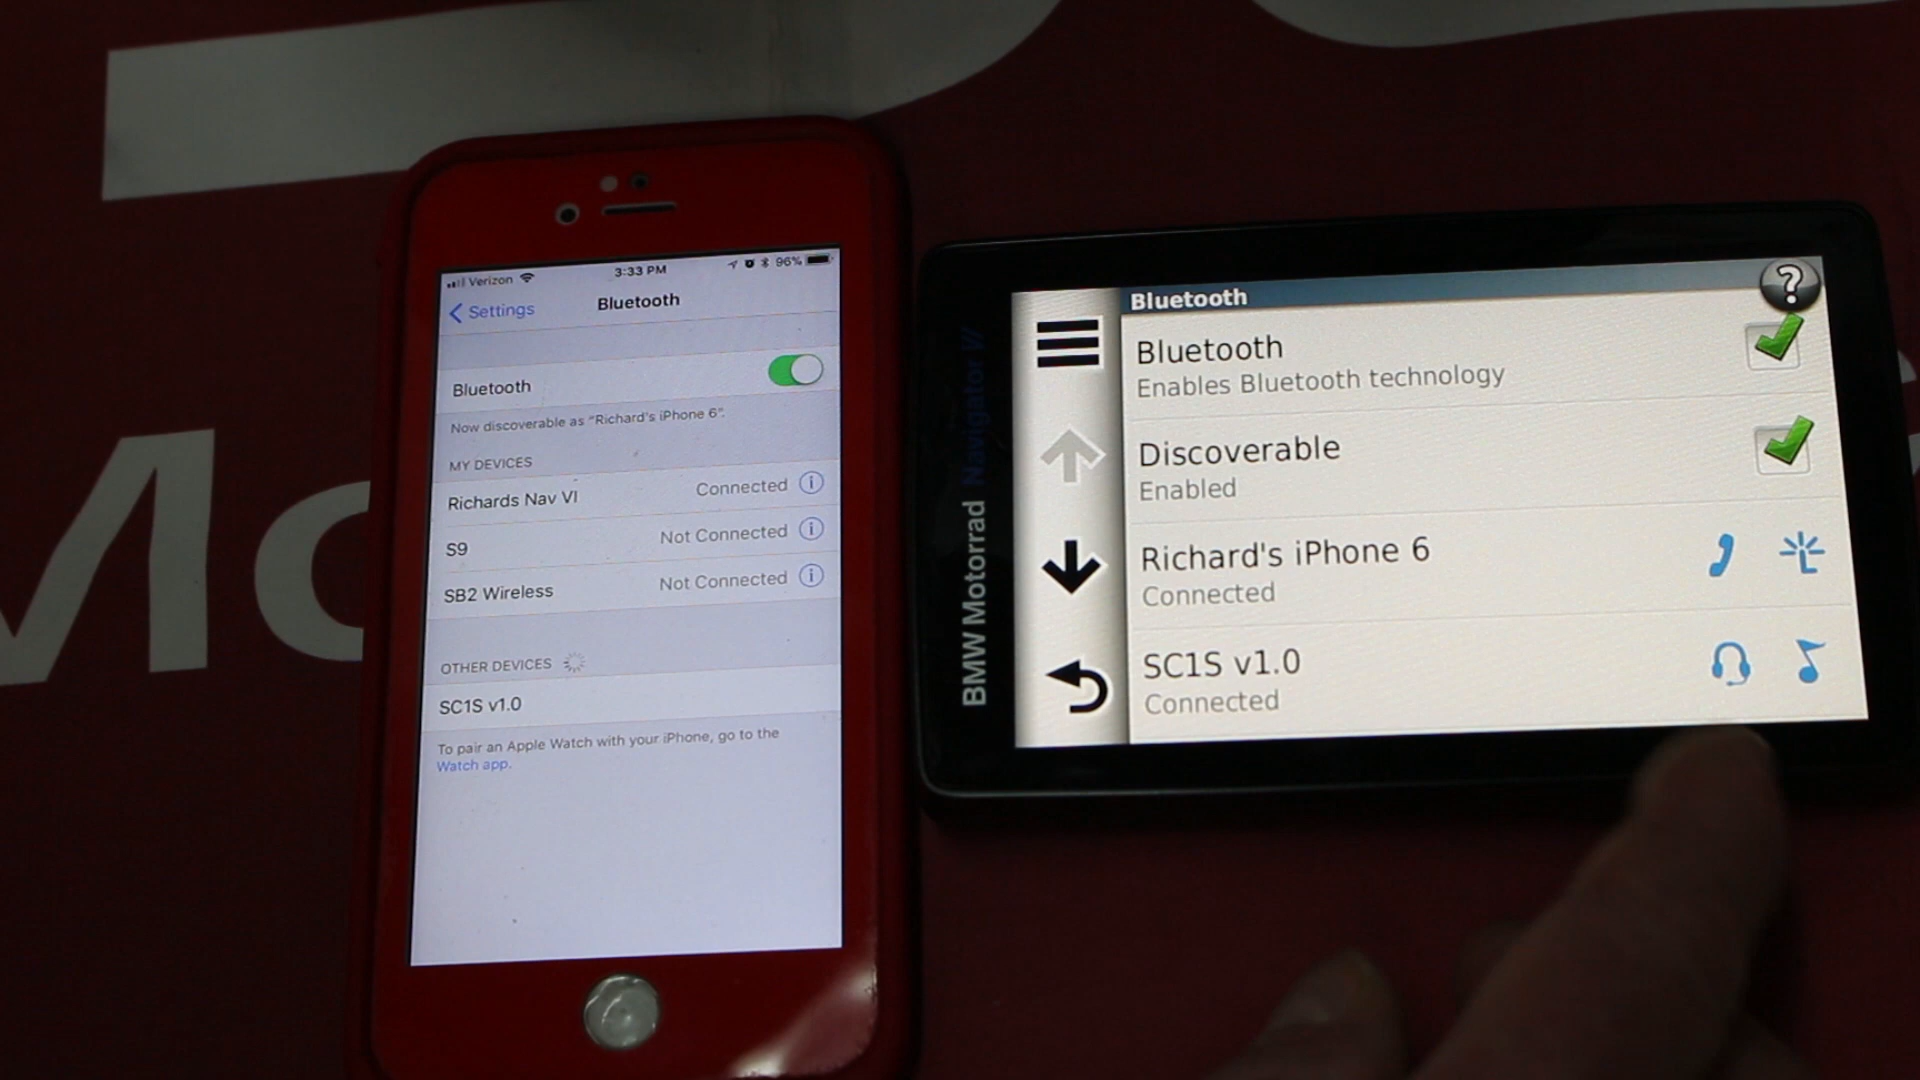 Mo
Verizon 3:33 PM 96%
Settings Bluetooth
Bluetooth
Now discoverable as “Richard's iPhone 6”.
MY DEVICES
Richards Nav VI Connected
S9 Not Connected
SB2 Wireless Not Connected
OTHER DEVICES
SC1S v1.0
To pair an Apple Watch with your iPhone, go to the
Watch app.
BMW Motorrad Navigator VI
Bluetooth
?
Bluetooth
Enables Bluetooth technology
Discoverable
Enabled
Richard's iPhone 6
Connected
SC1S v1.0
Connected